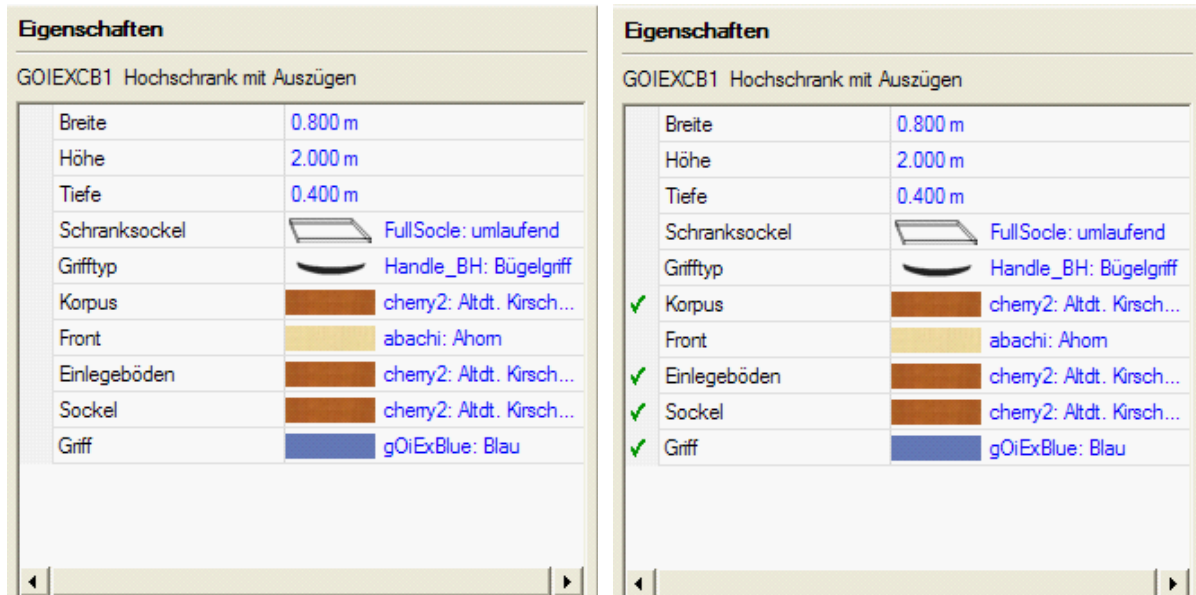 Eigenschaften
GOIEXCB1 Hochschrank mit Auszügen
Breite 0.800 m
Höhe 2.000 m
Tiefe 0.400 m
Schranksockel FullSocle: umlaufend
Grifftyp Handle_BH: Bügelgriff
Korpus cherry2: Altdt. Kirsch...
Front abachi: Ahorn
Einlegeböden cherry2: Altdt. Kirsch...
Sockel cherry2: Altdt. Kirsch...
Griff gOiExBlue: Blau
Eigenschaften
GOIEXCB1 Hochschrank mit Auszügen
Breite 0.800 m
Höhe 2.000 m
Tiefe 0.400 m
Schranksockel FullSocle: umlaufend
Grifftyp Handle_BH: Bügelgriff
Korpus cherry2: Altdt. Kirsch...
Front abachi: Ahorn
Einlegeböden cherry2: Altdt. Kirsch...
Sockel cherry2: Altdt. Kirsch...
Griff gOiExBlue: Blau